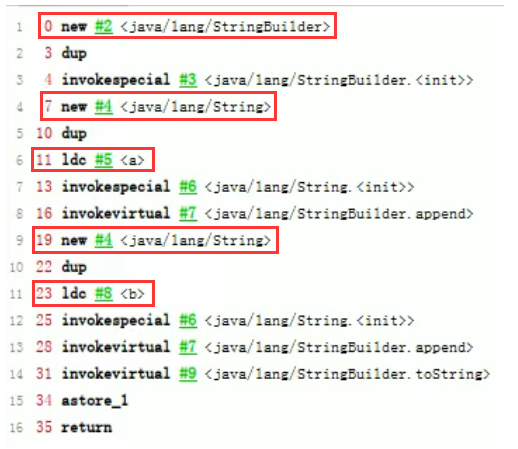 1 0 new #2 <java/lang/StringBuilder>
2 3 dup
3 4 invokespecial #3 <java/lang/StringBuilder.<init>>
4 7 new #4 <java/lang/String>
5 10 dup
6 11 ldc #5 <a>
7 13 invokespecial #6 <java/lang/String.<init>>
8 16 invokevirtual #7 <java/lang/StringBuilder.append>
9 19 new #4 <java/lang/String>
10 22 dup
11 23 ldc #8 <b>
12 25 invokespecial #6 <java/lang/String.<init>>
13 28 invokevirtual #7 <java/lang/StringBuilder.append>
14 31 invokevirtual #9 <java/lang/StringBuilder.toString>
15 34 astore_1
16 35 return